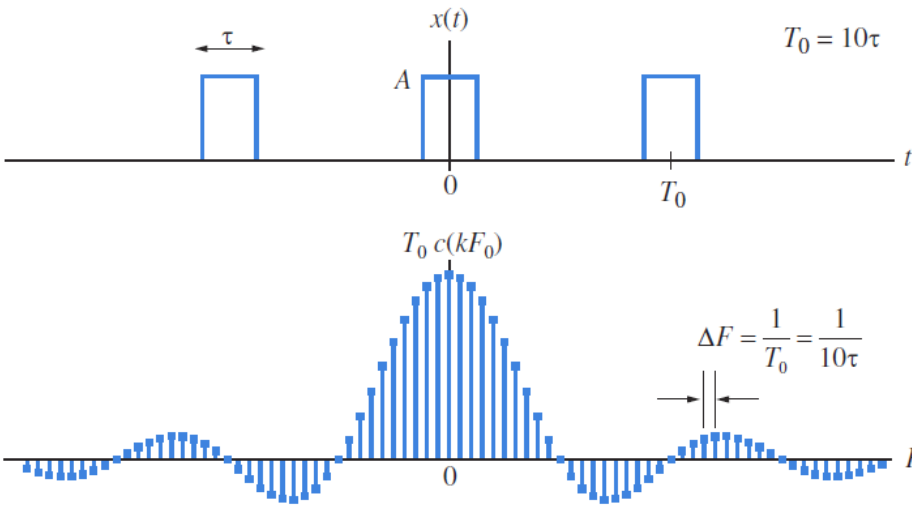 x(t)
τ
T₀ = 10τ
A
t
0
T₀
T₀ c(kF₀)
ΔF = 1/T₀ = 1/10τ
0